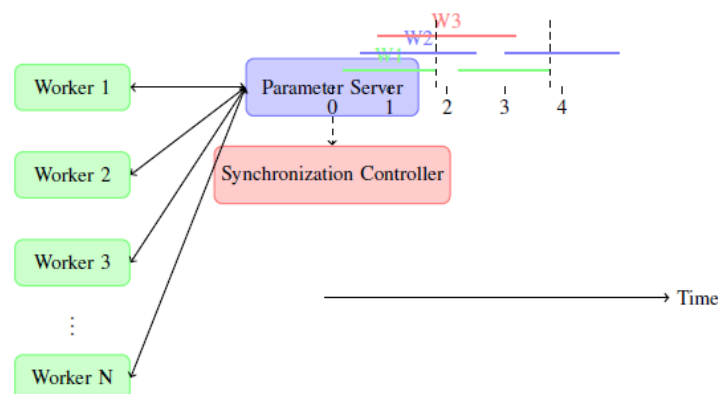 W3
W2
W1
Worker 1
Parameter Server
0 1 2 3 4
Worker 2
Synchronization Controller
Worker 3
Time
⋮
Worker N